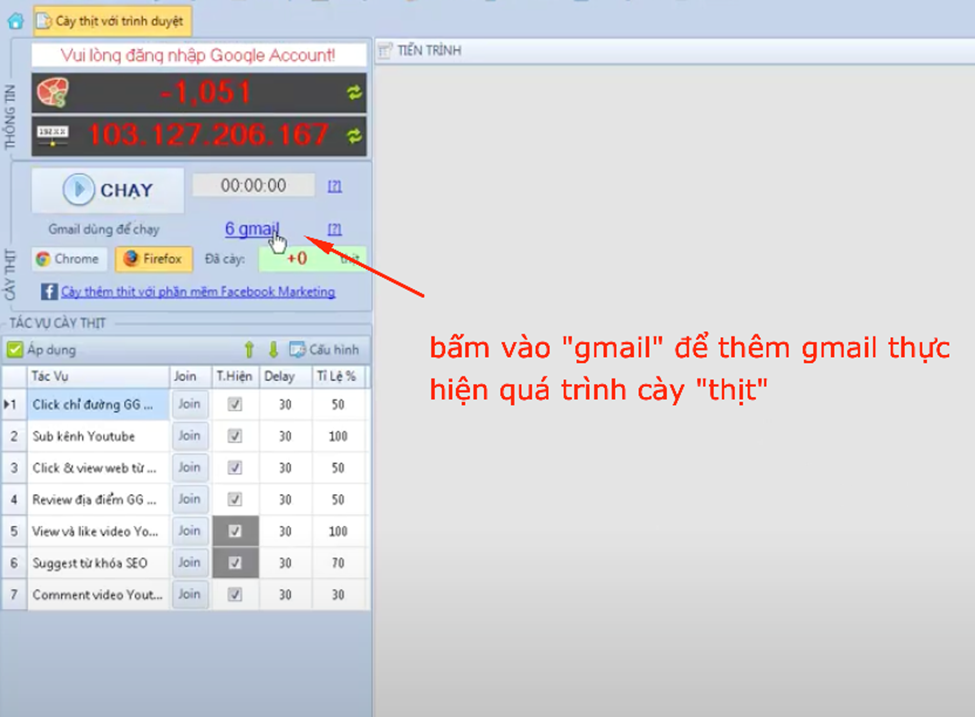 Cày thịt với trình duyệt
THÔNG TIN
Vui lòng đăng nhập Google Account!
TIẾN TRÌNH
-1,051
103.127.206.167
CÀY THỊT
CHẠY
00:00:00
[?]
Gmail dùng để chạy
6 gmail
[?]
Chrome
Firefox
Đã cày:
+0
thịt
Cày thêm thịt với phần mềm Facebook Marketing
bấm vào "gmail" để thêm gmail thực
hiện quá trình cày "thịt"
TÁC VỤ CÀY THỊT
Áp dụng
Cấu hình
Tác Vụ Join T.Hiện Delay Tỉ Lệ %
1 Click chỉ đường GG ... Join 30 50
2 Sub kênh Youtube Join 30 100
3 Click & view web từ ... Join 30 50
4 Review địa điểm GG ... Join 30 50
5 View và like video Yo... Join 30 100
6 Suggest từ khóa SEO Join 30 70
7 Comment video Yout... Join 30 30